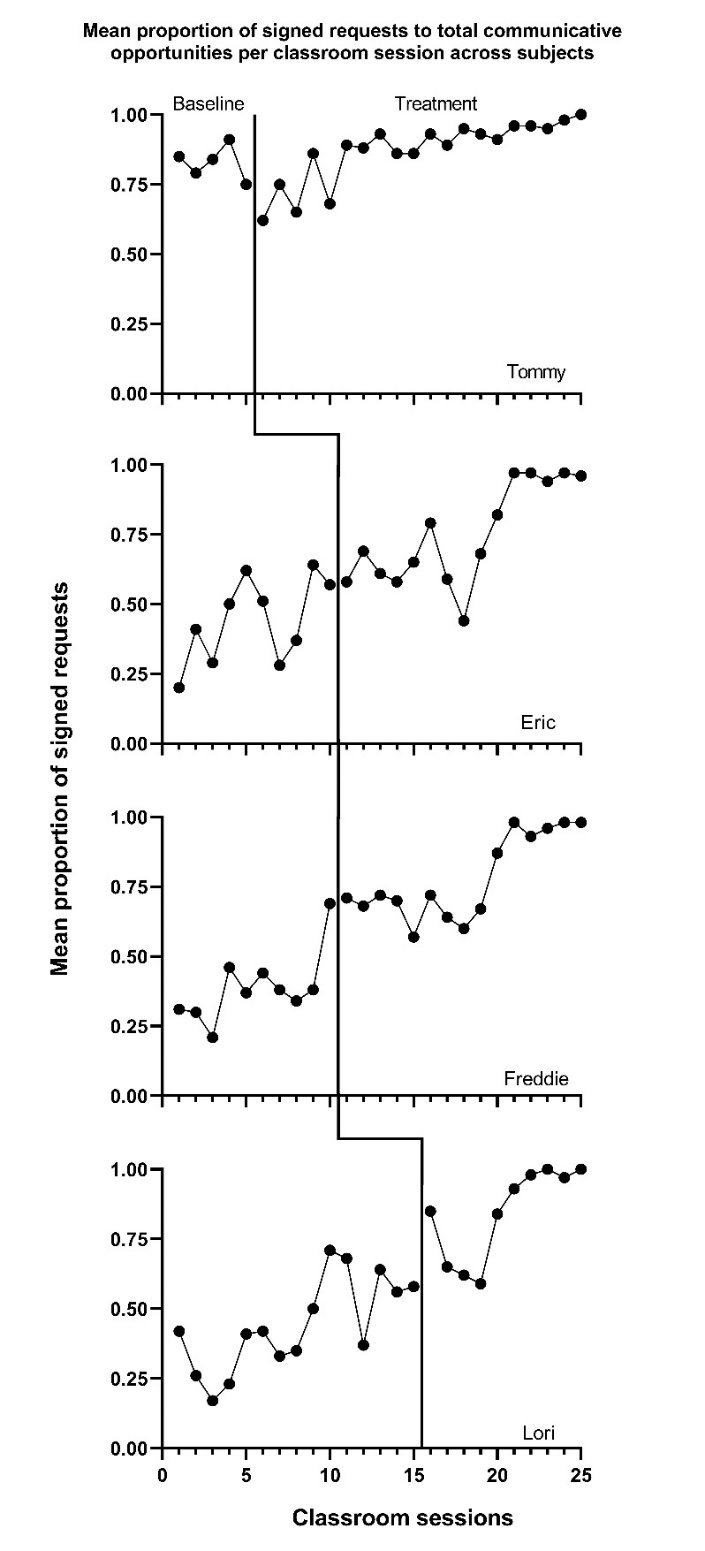 Mean proportion of signed requests to total communicative
opportunities per classroom session across subjects
Baseline Treatment
1.00
0.75
0.50
0.25
0.00
Tommy
1.00
0.75
0.50
0.25
0.00
Eric
Mean proportion of signed requests
1.00
0.75
0.50
0.25
0.00
Freddie
1.00
0.75
0.50
0.25
0.00
Lori
0 5 10 15 20 25
Classroom sessions